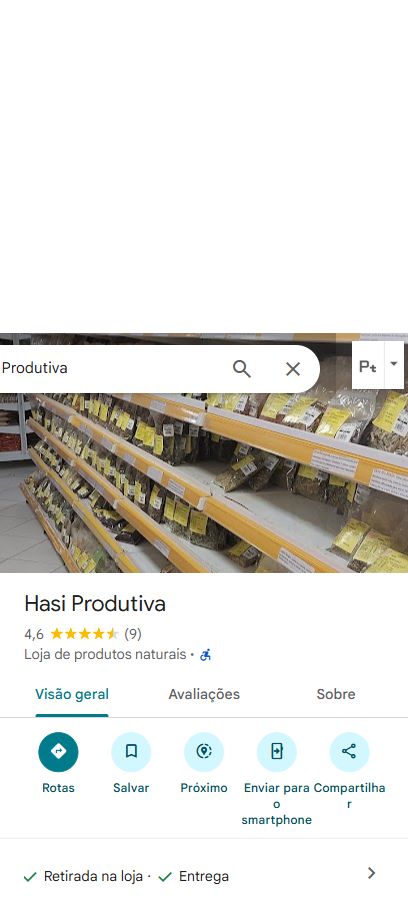 Produtiva
Pt
Hasi Produtiva
4,6 (9)
Loja de produtos naturais ·
Visão geral
Avaliações
Sobre
Rotas
Salvar
Próximo
Enviar para
o
smartphone
Compartilha
r
Retirada na loja · Entrega